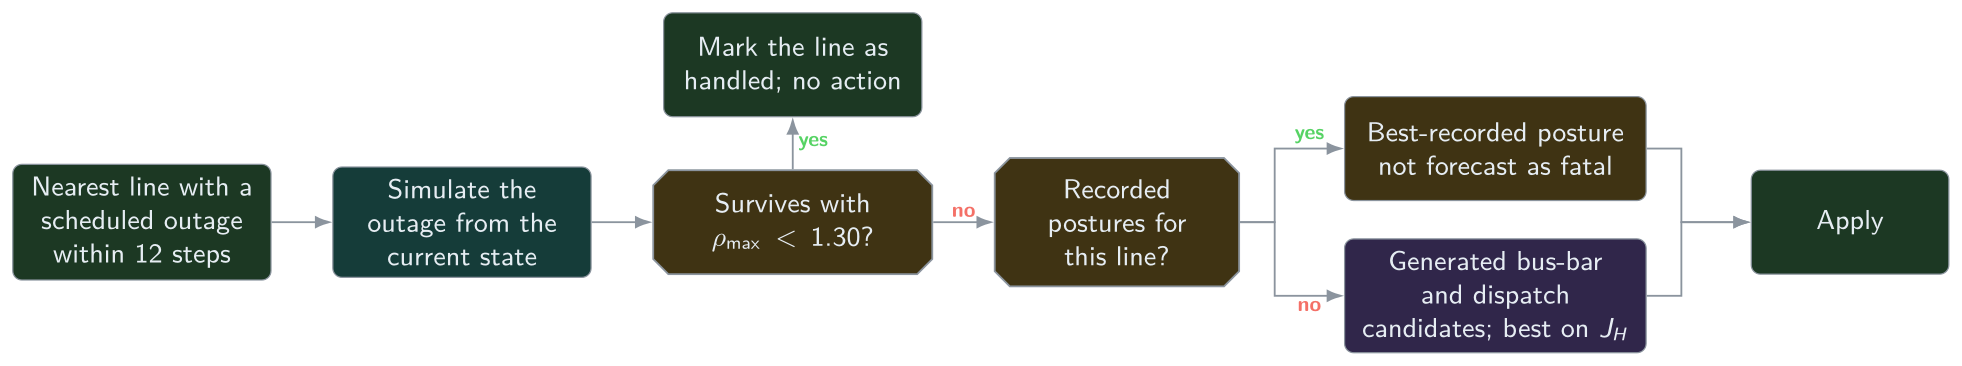 Nearest line with a
scheduled outage
within 12 steps
Simulate the
outage from the
current state
Survives with
ρmax < 1.30?
yes
Mark the line as
handled; no action
no
Recorded
postures for
this line?
yes
Best-recorded posture
not forecast as fatal
no
Generated bus-bar
and dispatch
candidates; best on JH
Apply